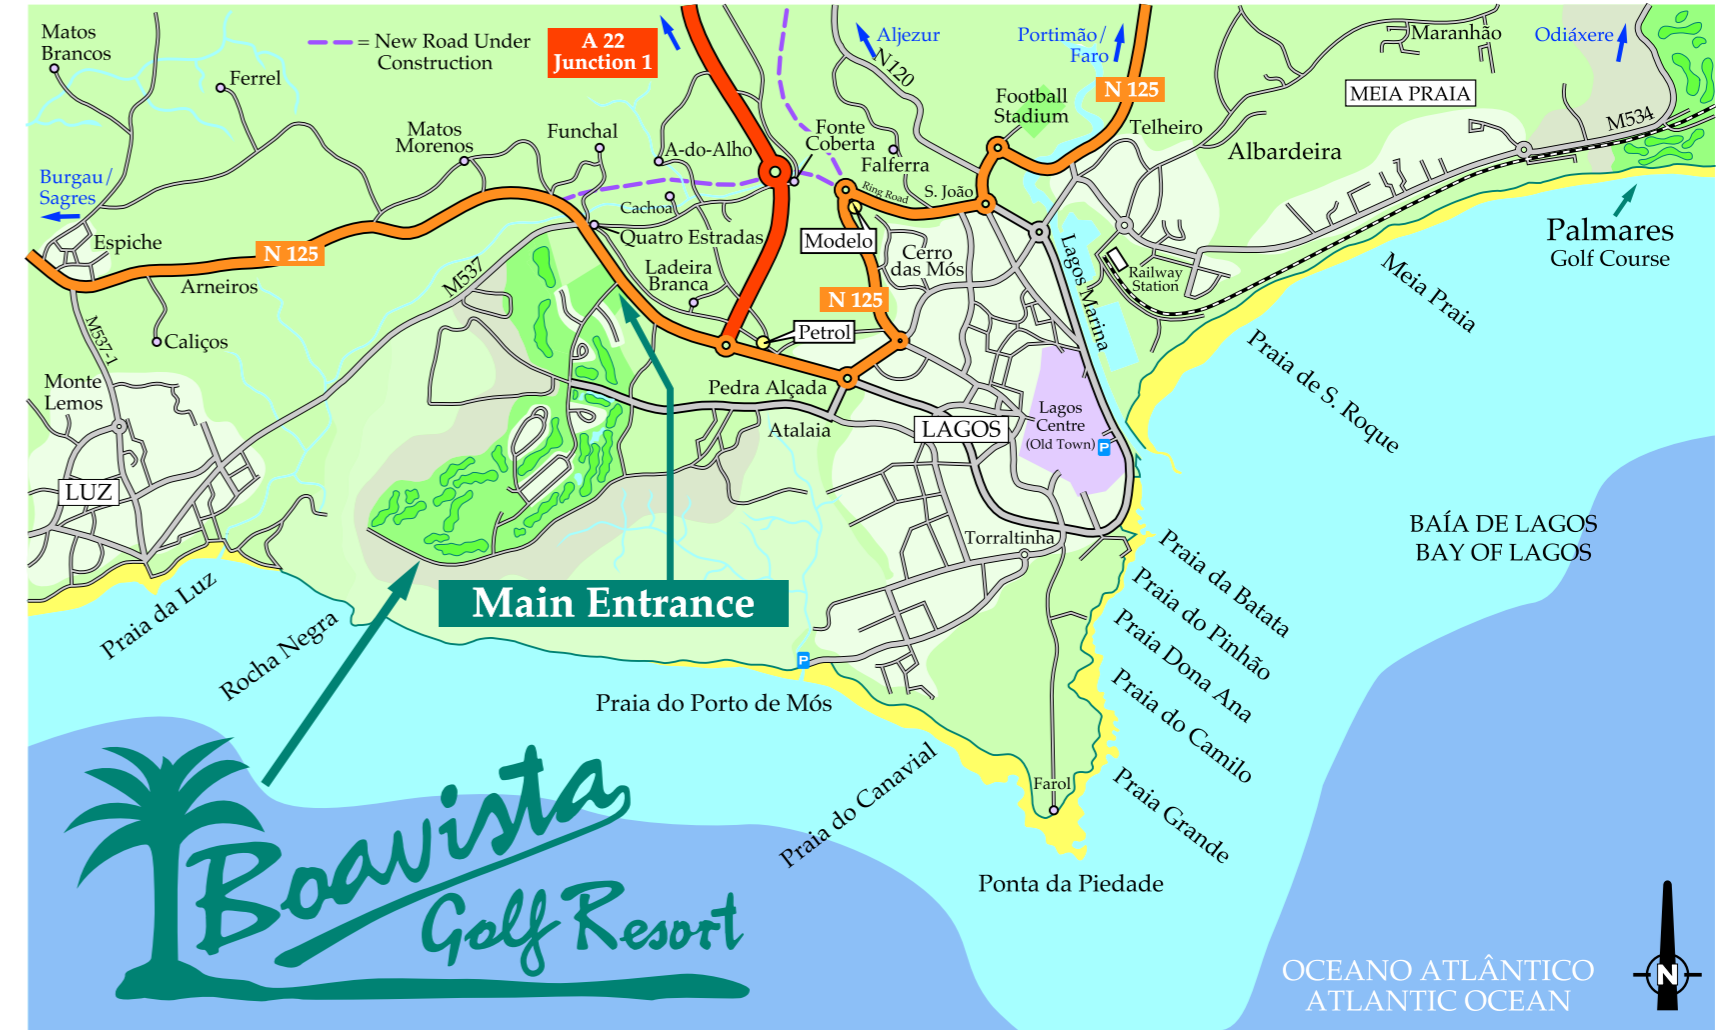 Matos
Brancos
Ferrel
= New Road Under
Construction
A 22
Junction 1
Aljezur
N120
Portimão/
Faro
Maranhão
Odiáxere
MEIA PRAIA
N 125
M534
Football
Stadium
Telheiro
Albardeira
Matos
Morenos
Funchal
A-do-Alho
Fonte
Coberta
Falferra
Ring Road
S. João
Burgau/
Sagres
Cachoa
Espiche
N 125
Quatro Estradas
Modelo
Cerro
das Mós
Lagos Marina
Railway
Station
Palmares
Golf Course
Meia Praia
Arneiros
M537
Ladeira
Branca
N 125
Petrol
M537-1
Caliços
Praia de S. Roque
Monte
Lemos
Pedra Alçada
Atalaia
LAGOS
Lagos
Centre
(Old Town)
P
LUZ
BAÍA DE LAGOS
BAY OF LAGOS
Torraltinha
Praia da Batata
Praia do Pinhão
Praia Dona Ana
Praia do Camilo
Praia Grande
Praia da Luz
Rocha Negra
Main Entrance
P
Praia do Porto de Mós
Praia do Canavial
Farol
Ponta da Piedade
Boavista
Golf Resort
OCEANO ATLÂNTICO
ATLANTIC OCEAN
N